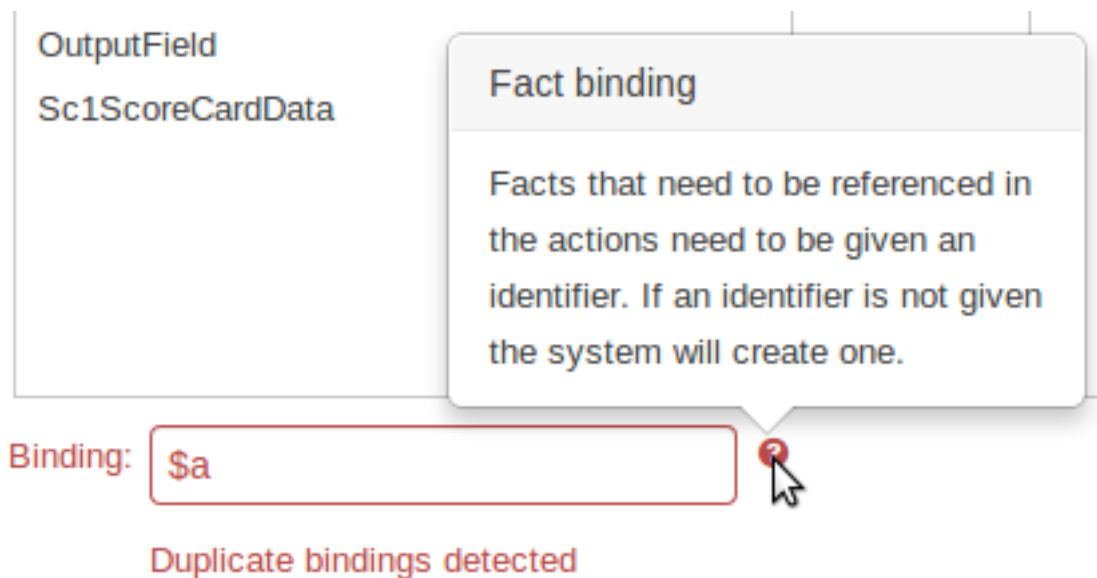 OutputField
Sc1ScoreCardData
Fact binding
Facts that need to be referenced in
the actions need to be given an
identifier. If an identifier is not given
the system will create one.
Binding: $a ?
Duplicate bindings detected